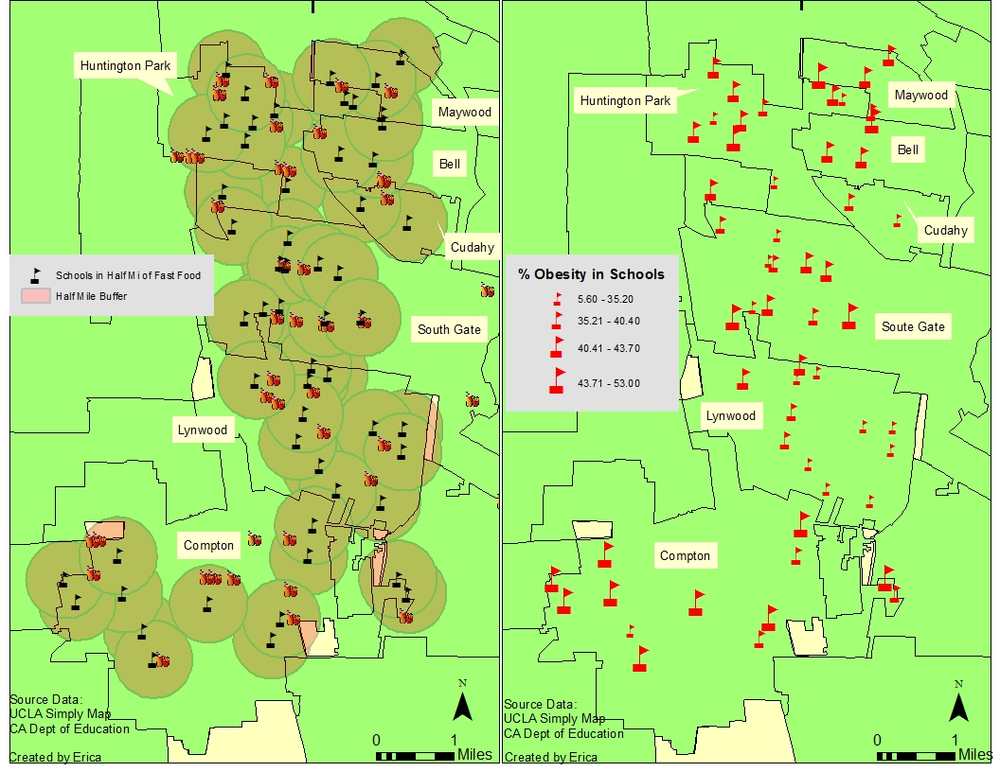 Huntington Park
Maywood
Bell
Cudahy
Schools in Half Mi of Fast Food
Half Mile Buffer
South Gate
Lynwood
Compton
Source Data:
UCLA Simply Map
CA Dept of Education
Created by Erica
N
0 1
Miles
Huntington Park
Maywood
Bell
Cudahy
% Obesity in Schools
5.60 - 35.20
35.21 - 40.40
40.41 - 43.70
43.71 - 53.00
Soute Gate
Lynwood
Compton
Source Data:
UCLA Simply Map
CA Dept of Education
Created by Erica
N
0 1
Miles